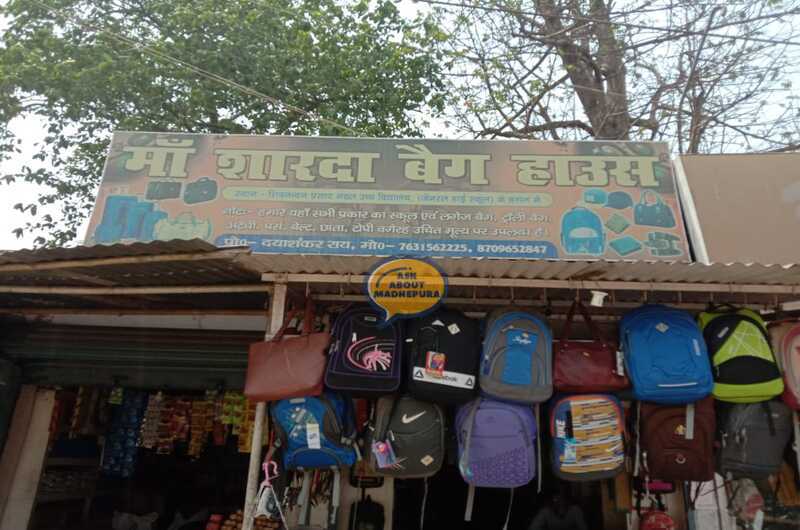 माँ शारदा बैग हाउस
स्थान - शिवनन्दन प्रसाद मंडल उच्च विद्यालय, (जेनरल हाई स्कूल) के बगल में
नोट:- हमारे यहाँ सभी प्रकार का स्कूल एवं लगेज बैग, ट्रॉली बैग,
अटैची, पर्स, बेल्ट, छाता, टोपी वगैरह उचित मूल्य पर उपलब्ध है।
प्रो०- दयाशंकर राय, मो०- 7631562225, 8709652847
ASK
ABOUT
MADHEPURA
Reebok